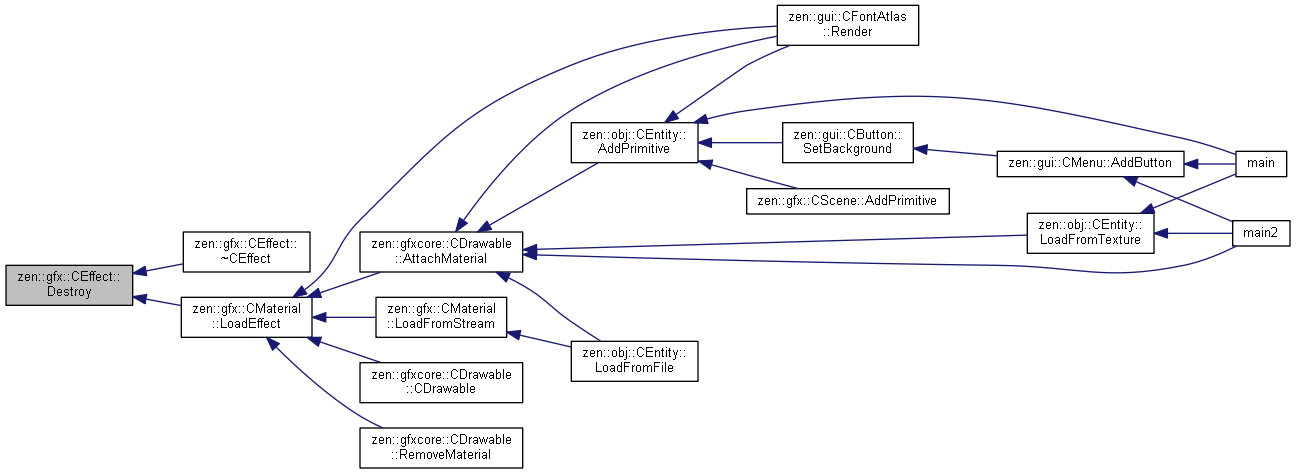 zen::gui::CFontAtlas
::Render
zen::obj::CEntity::
AddPrimitive
zen::gui::CButton::
SetBackground
zen::gui::CMenu::AddButton
main
zen::gfx::CScene::AddPrimitive
zen::obj::CEntity::
LoadFromTexture
main2
zen::gfx::CEffect::
~CEffect
zen::gfxcore::CDrawable
::AttachMaterial
zen::gfx::CEffect::
Destroy
zen::gfx::CMaterial
::LoadEffect
zen::gfx::CMaterial
::LoadFromStream
zen::obj::CEntity::
LoadFromFile
zen::gfxcore::CDrawable
::CDrawable
zen::gfxcore::CDrawable
::RemoveMaterial